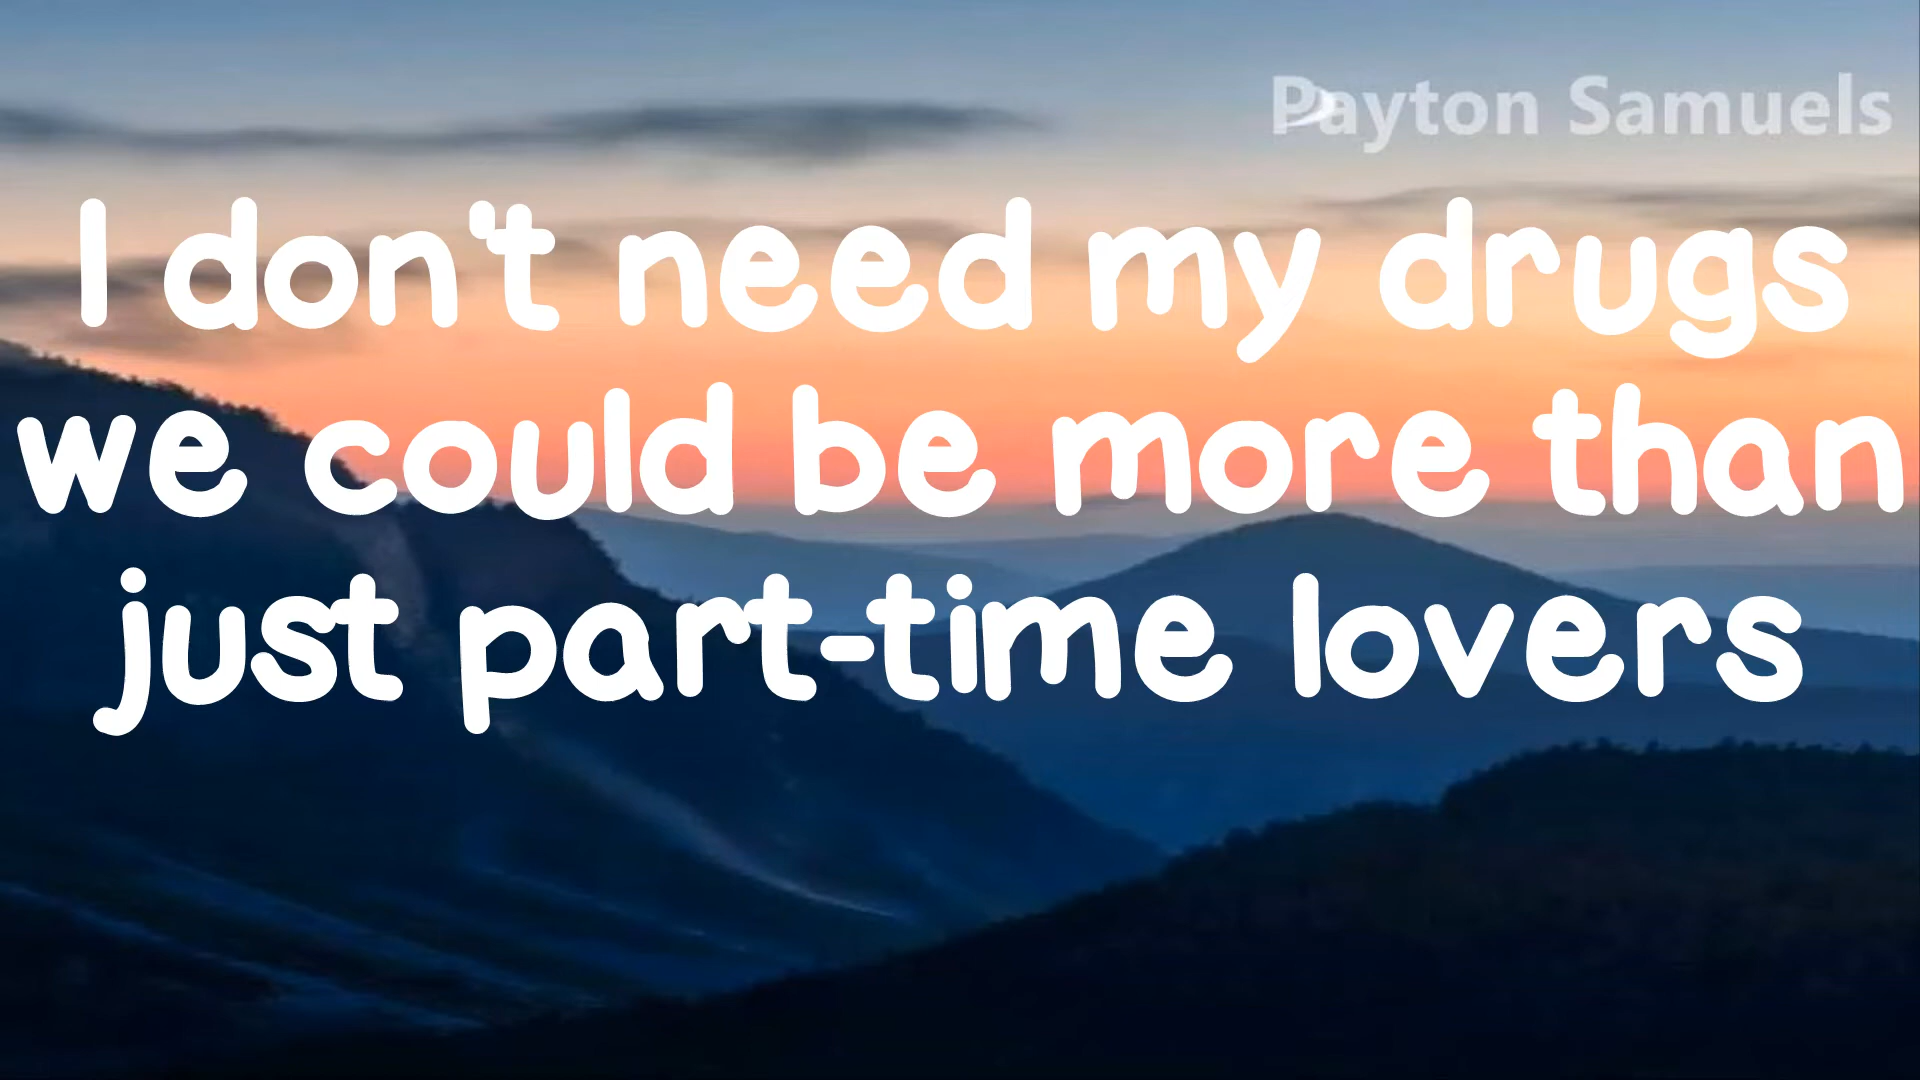 Payton Samuels
I don't need my drugs
we could be more than
just part-time lovers